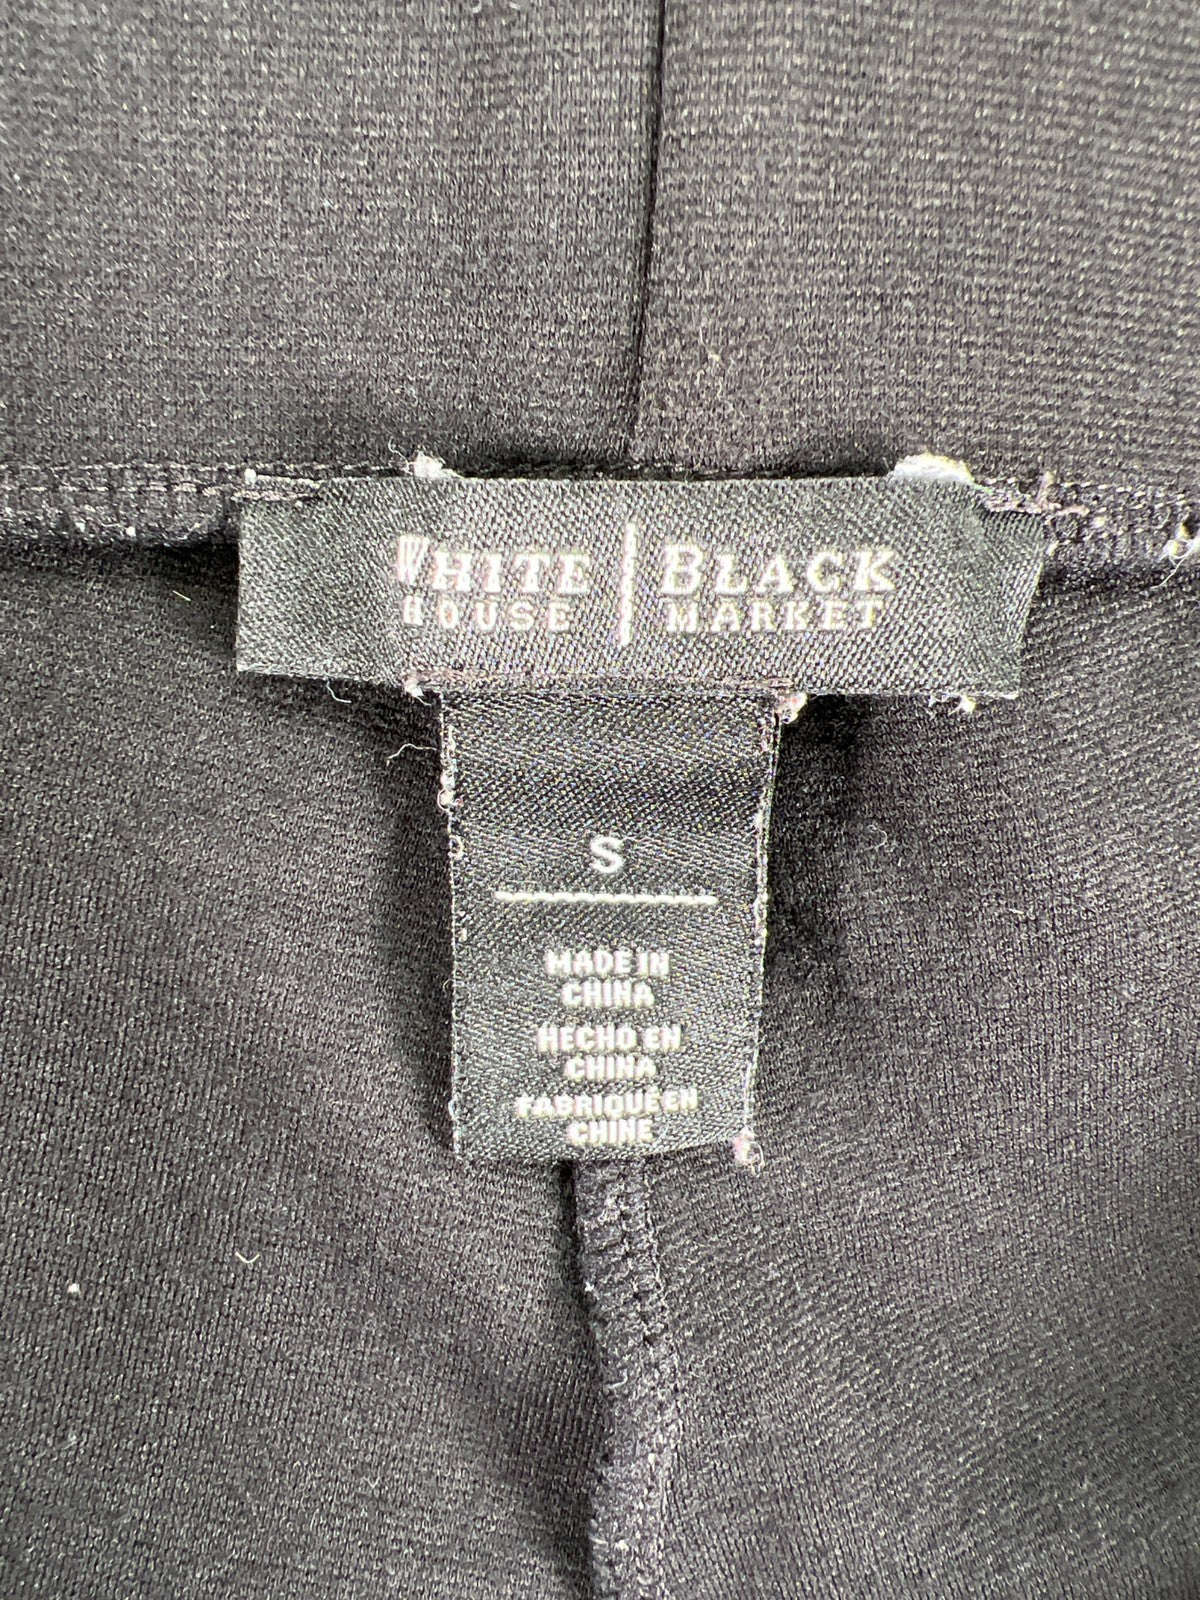 WHITE | BLACK
HOUSE | MARKET
S
MADE IN
CHINA
HECHO EN
CHINA
FABRIQUÉ EN
CHINE